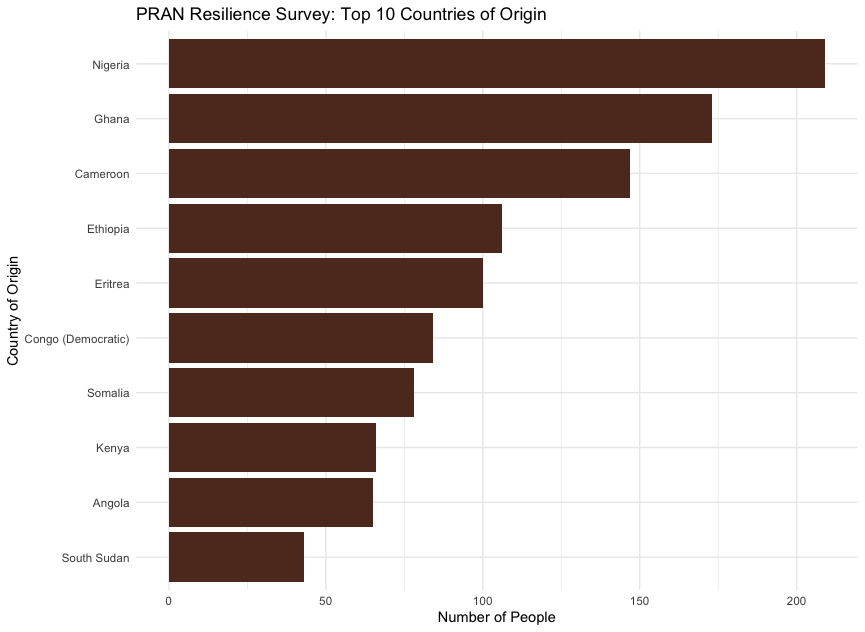 PRAN Resilience Survey: Top 10 Countries of Origin
Country of Origin
Nigeria
Ghana
Cameroon
Ethiopia
Eritrea
Congo (Democratic)
Somalia
Kenya
Angola
South Sudan
0 50 100 150 200
Number of People